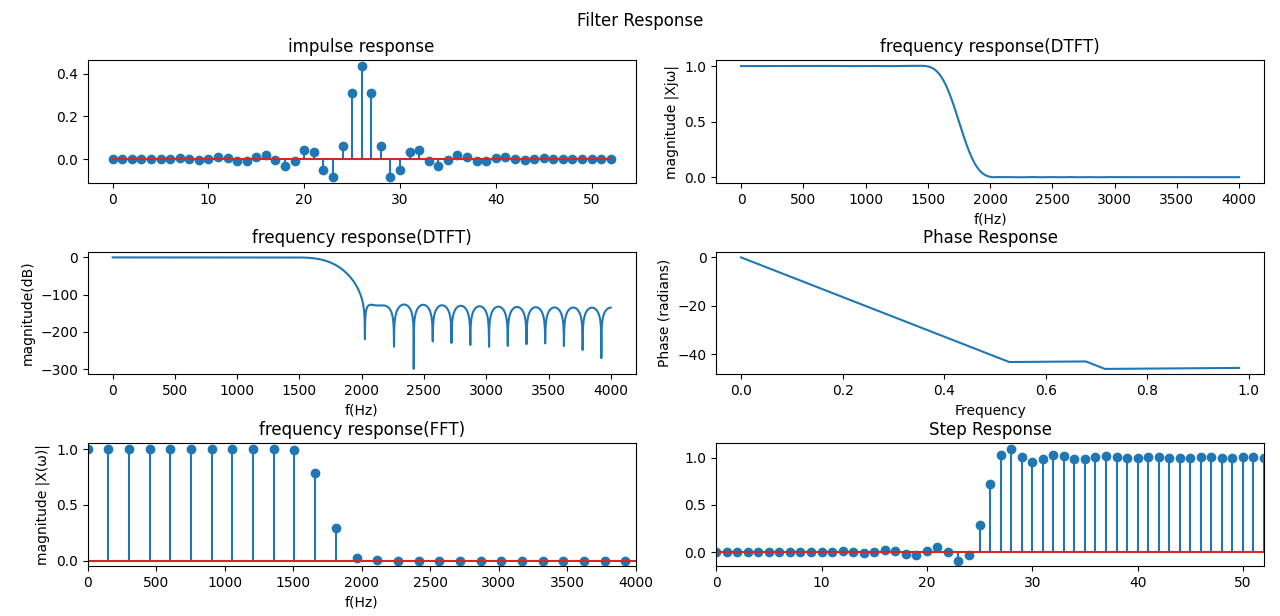 Filter Response
impulse response
0.4
0.2
0.0
0 10 20 30 40 50
frequency response(DTFT)
magnitude |Xjω|
1.0
0.5
0.0
0 500 1000 1500 2000 2500 3000 3500 4000
f(Hz)
frequency response(DTFT)
magnitude(dB)
0
−100
−200
−300
0 500 1000 1500 2000 2500 3000 3500 4000
f(Hz)
Phase Response
Phase (radians)
0
−20
−40
0.0 0.2 0.4 0.6 0.8 1.0
Frequency
frequency response(FFT)
magnitude |X(ω)|
1.0
0.5
0.0
0 500 1000 1500 2000 2500 3000 3500 4000
f(Hz)
Step Response
1.0
0.5
0.0
0 10 20 30 40 50